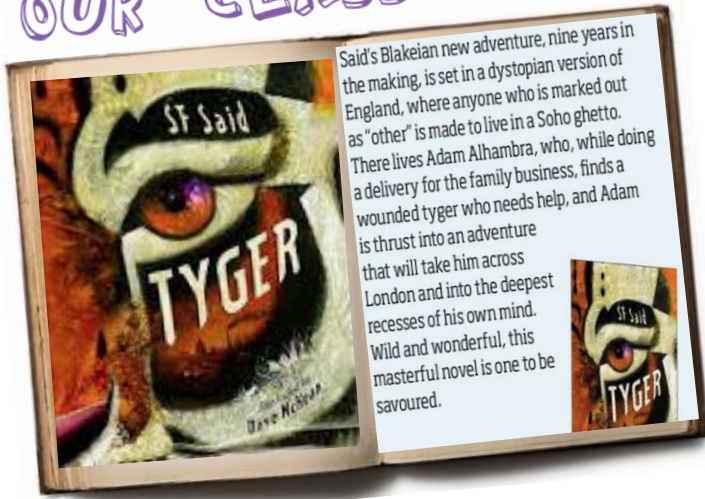 OUR CLASS
SF Said
TYGER
Illustrated by
Dave McKean
Said's Blakeian new adventure, nine years in
the making, is set in a dystopian version of
England, where anyone who is marked out
as "other" is made to live in a Soho ghetto.
There lives Adam Alhambra, who, while doing
a delivery for the family business, finds a
wounded tyger who needs help, and Adam
is thrust into an adventure
that will take him across
London and into the deepest
recesses of his own mind.
Wild and wonderful, this
masterful novel is one to be
savoured.
SF Said
TYGER